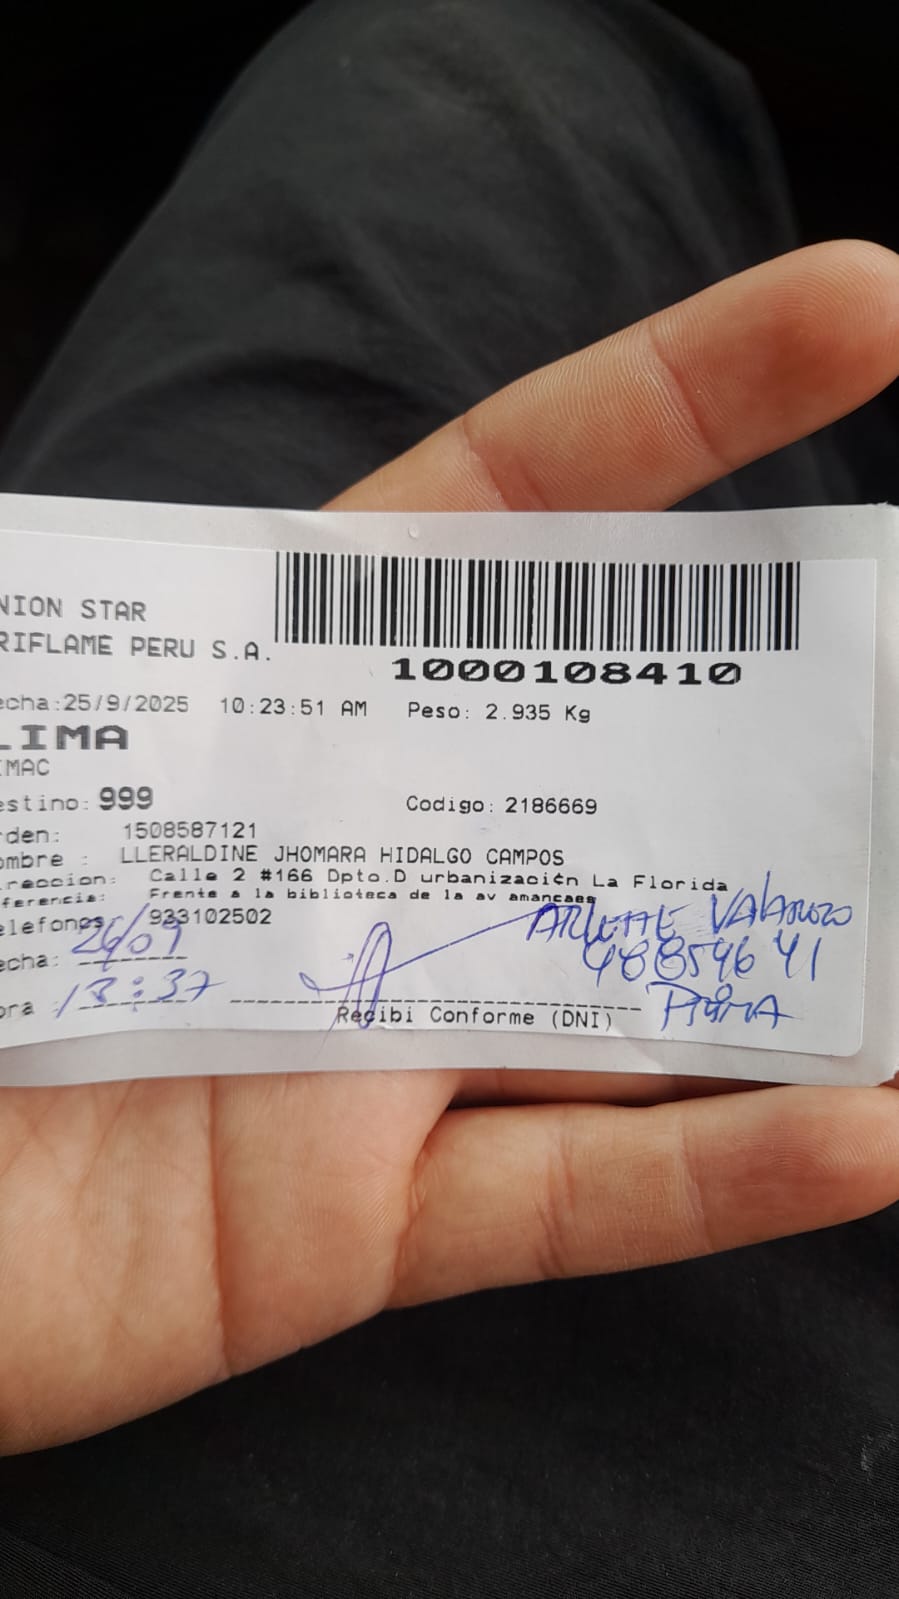 NION STAR
RIFLAME PERU S.A.
1000108410
echa:25/9/2025 10:23:51 AM Peso: 2.935 Kg
LIMA
IMAC
estino: 999 Codigo: 2186669
rden: 1508587121
ombre : LLERALDINE JHOMARA HIDALGO CAMPOS
reccion: Calle 2 #166 Dpto.D urbanización La Florida
ferencia: Frente a la biblioteca de la av amancaes
elefonos 933102502
echa: 26/09
ora 13:37
Recibi Conforme (DNI)
48854641